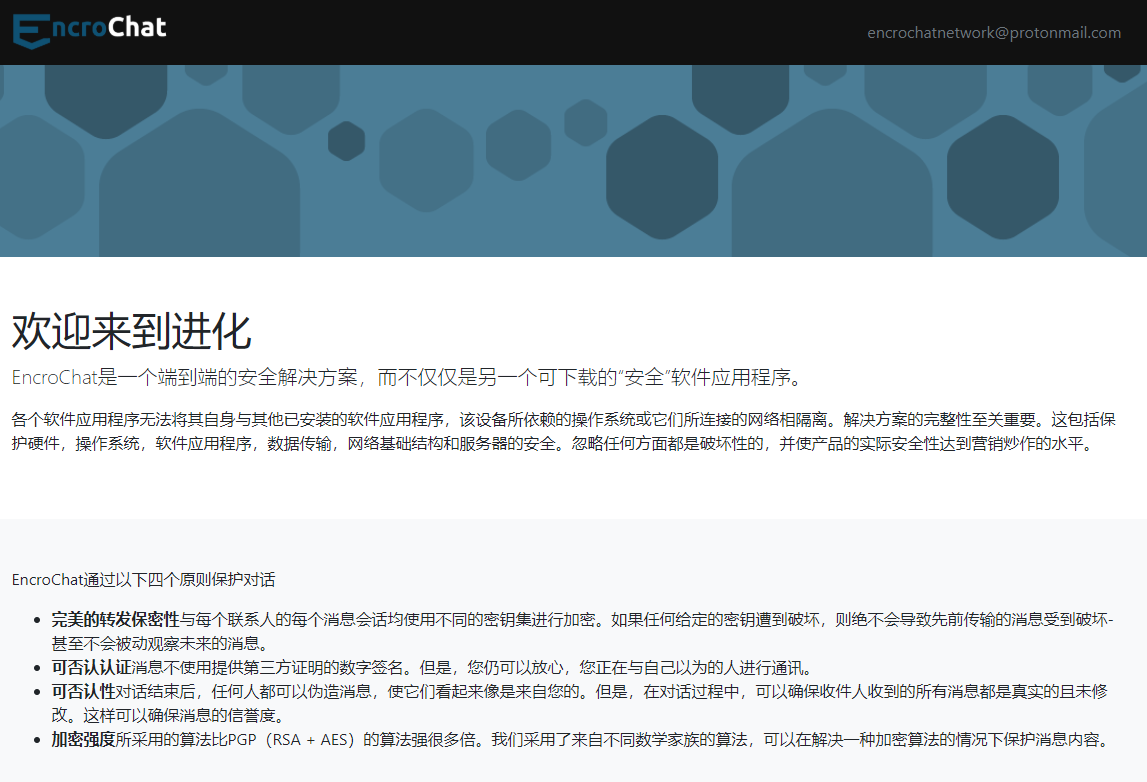 EncroChat
encrochatnetwork@protonmail.com
欢迎来到进化
EncroChat是一个端到端的安全解决方案，而不仅仅是另一个可下载的“安全”软件应用程序。
各个软件应用程序无法将其自身与其他已安装的软件应用程序，该设备所依赖的操作系统或它们所连接的网络相隔离。解决方案的完整性至关重要。这包括保
护硬件，操作系统，软件应用程序，数据传输，网络基础结构和服务器的安全。忽略任何方面都是破坏性的，并使产品的实际安全性达到营销炒作的水平。
EncroChat通过以下四个原则保护对话
• 完美的转发保密性与每个联系人的每个消息会话均使用不同的密钥集进行加密。如果任何给定的密钥遭到破坏，则绝不会导致先前传输的消息受到破坏-
甚至不会被动观察未来的消息。
• 可否认认证消息不使用提供第三方证明的数字签名。但是，您仍可以放心，您正在与自己以为的人进行通讯。
• 可否认性对话结束后，任何人都可以伪造消息，使它们看起来像是来自您的。但是，在对话过程中，可以确保收件人收到的所有消息都是真实的且未修
改。这样可以确保消息的信誉度。
• 加密强度所采用的算法比PGP（RSA + AES）的算法强很多倍。我们采用了来自不同数学家族的算法，可以在解决一种加密算法的情况下保护消息内容。